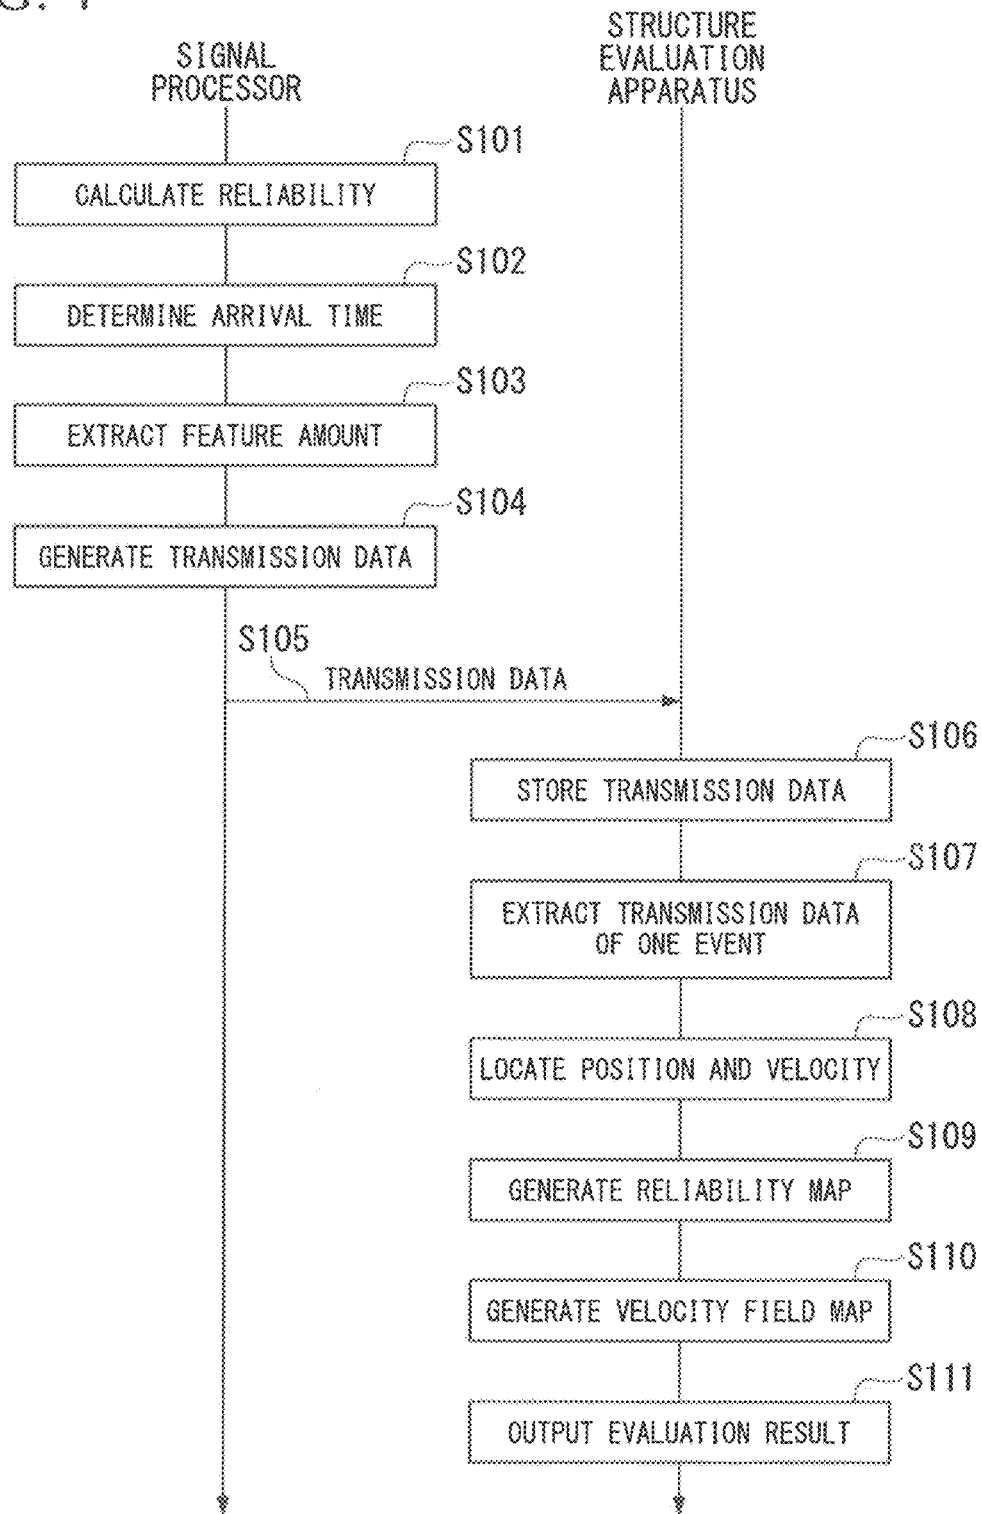 SIGNAL
PROCESSOR
STRUCTURE
EVALUATION
APPARATUS
S101
CALCULATE RELIABILITY
S102
DETERMINE ARRIVAL TIME
S103
EXTRACT FEATURE AMOUNT
S104
GENERATE TRANSMISSION DATA
S105
TRANSMISSION DATA
S106
STORE TRANSMISSION DATA
S107
EXTRACT TRANSMISSION DATA
OF ONE EVENT
S108
LOCATE POSITION AND VELOCITY
S109
GENERATE RELIABILITY MAP
S110
GENERATE VELOCITY FIELD MAP
S111
OUTPUT EVALUATION RESULT